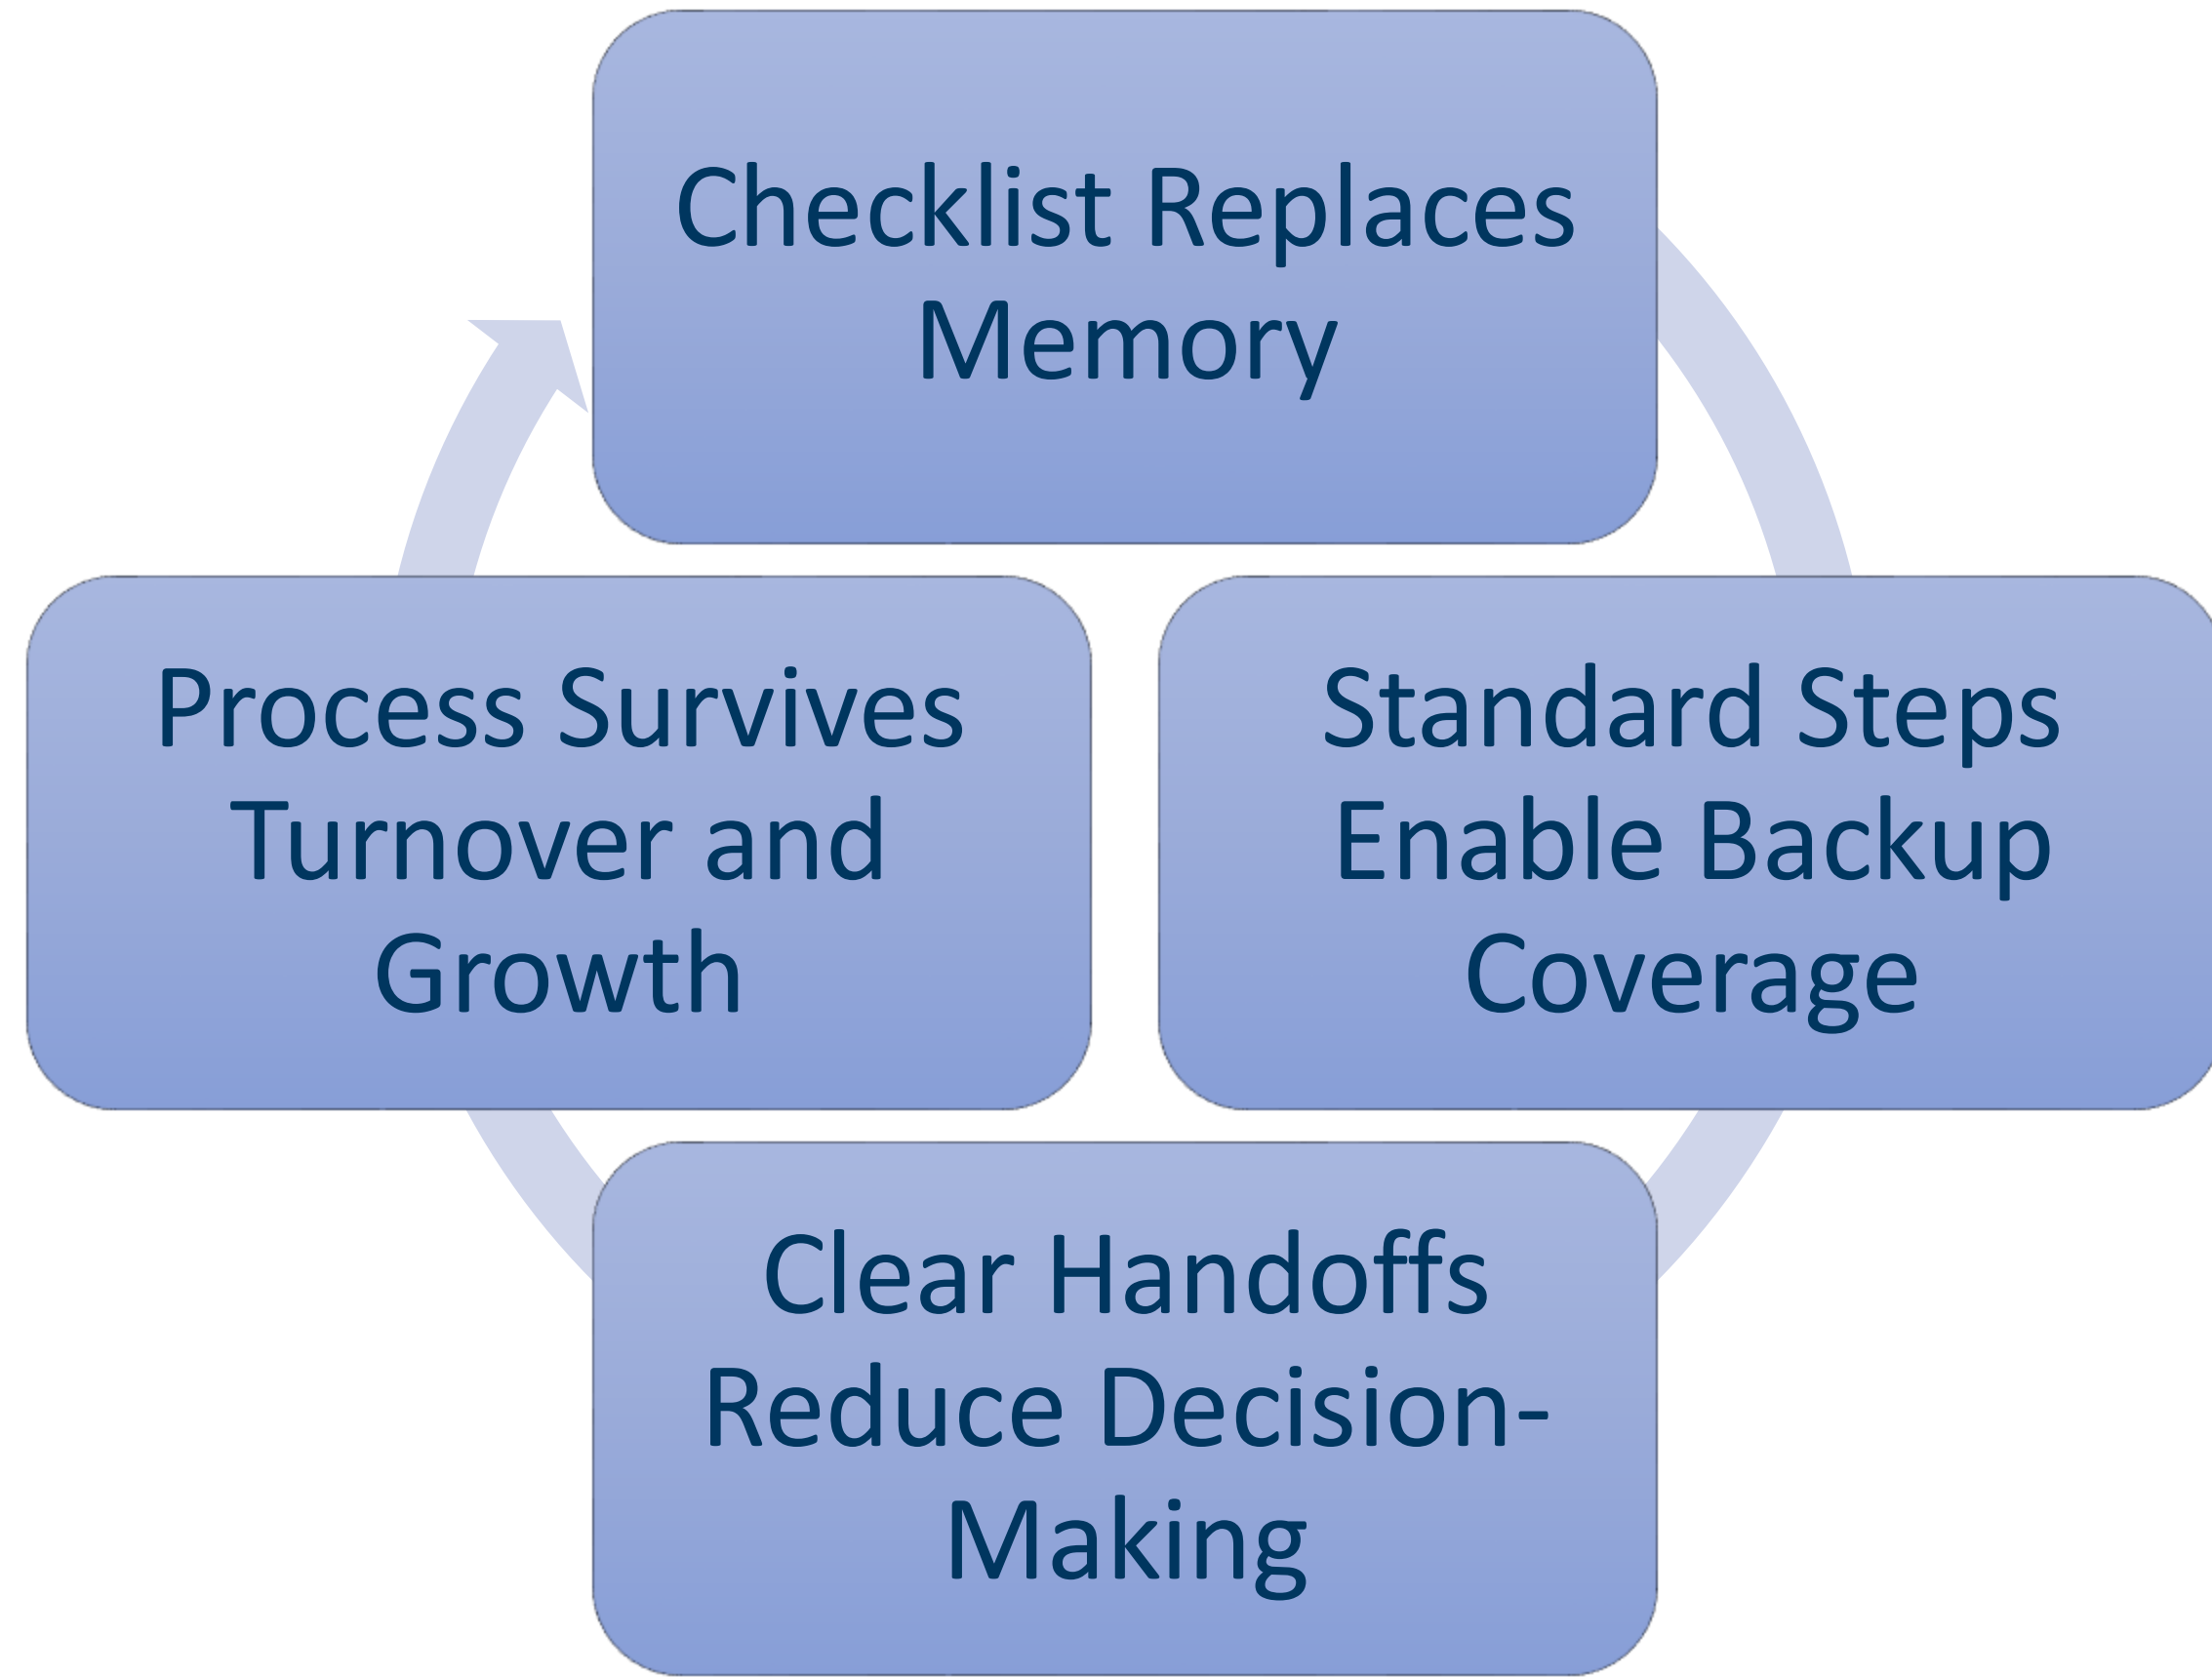 Checklist Replaces
Memory
Standard Steps
Enable Backup
Coverage
Clear Handoffs
Reduce Decision-
Making
Process Survives
Turnover and
Growth